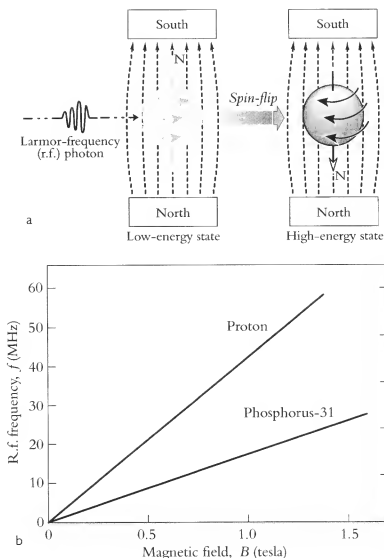 South
South
N
Spin-flip
Larmor-frequency
(r.f.) photon
N
North
North
a
Low-energy state
High-energy state
60
50
40
30
20
10
0
R.f. frequency, f (MHz)
Proton
Phosphorus-31
0
0.5
1.0
1.5
b
Magnetic field, B (tesla)